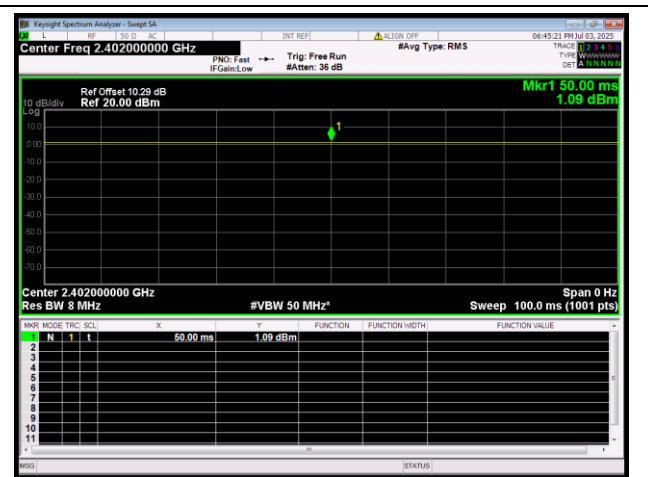 Keysight Spectrum Analyzer - Swept SA
L RF 50 Ω AC INT REF ALIGN OFF 06:45:21 PM Jul 03, 2025
Center Freq 2.402000000 GHz #Avg Type: RMS TRACE 1 2 3 4 5 6
PNO: Fast Trig: Free Run TYPE WWWWWW
IFGain:Low #Atten: 36 dB DET A N N N N N
Ref Offset 10.29 dB Mkr1 50.00 ms
10 dB/div Ref 20.00 dBm 1.09 dBm
Log
10.0
1
0.00
-10.0
-20.0
-30.0
-40.0
-50.0
-60.0
-70.0
Center 2.402000000 GHz Span 0 Hz
Res BW 8 MHz #VBW 50 MHz* Sweep 100.0 ms (1001 pts)
MKR MODE TRC SCL X Y FUNCTION FUNCTION WIDTH FUNCTION VALUE
1 N 1 t 50.00 ms 1.09 dBm
2
3
4
5
6
7
8
9
10
11
MSG STATUS